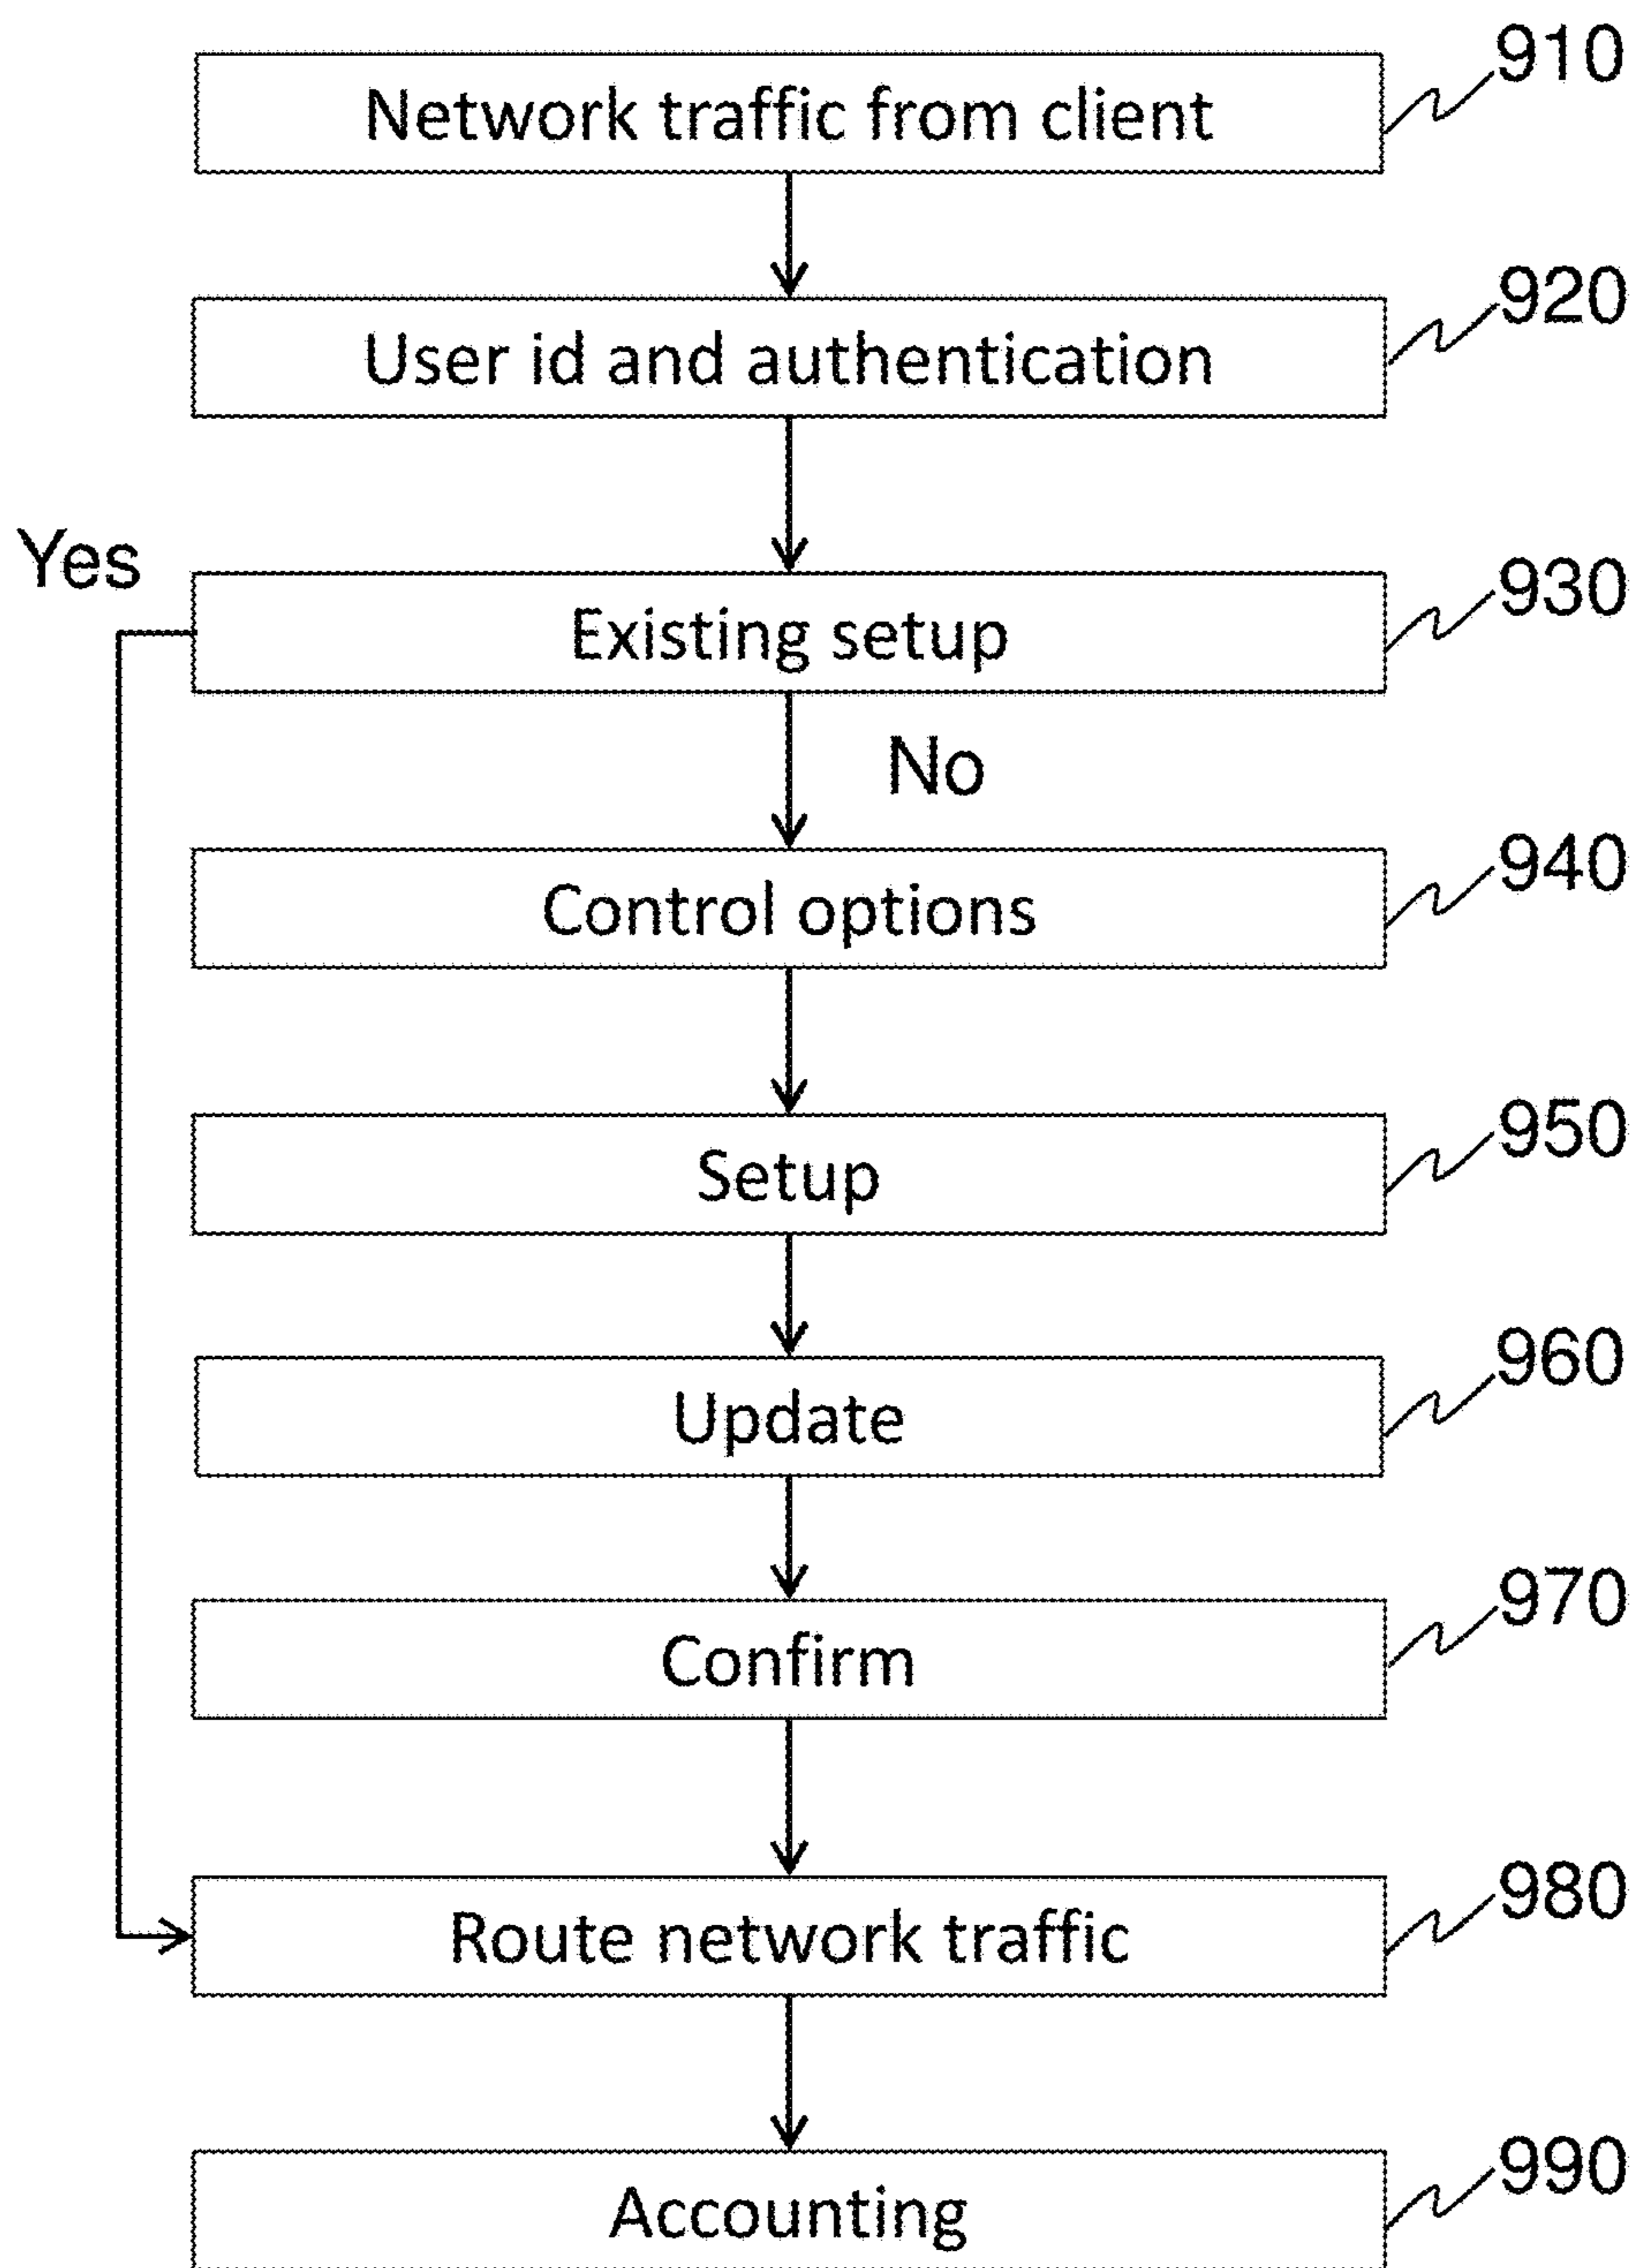 910
Network traffic from client
920
User id and authentication
Yes
930
Existing setup
No
940
Control options
950
Setup
960
Update
970
Confirm
980
Route network traffic
990
Accounting